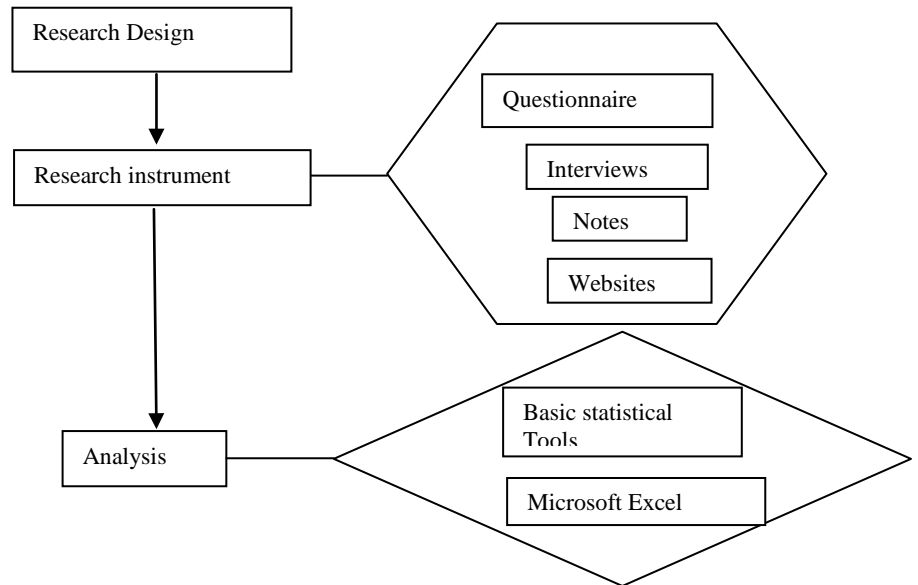 Research Design
Questionnaire
Research instrument
Interviews
Notes
Websites
Basic statistical
Tools
Analysis
Microsoft Excel